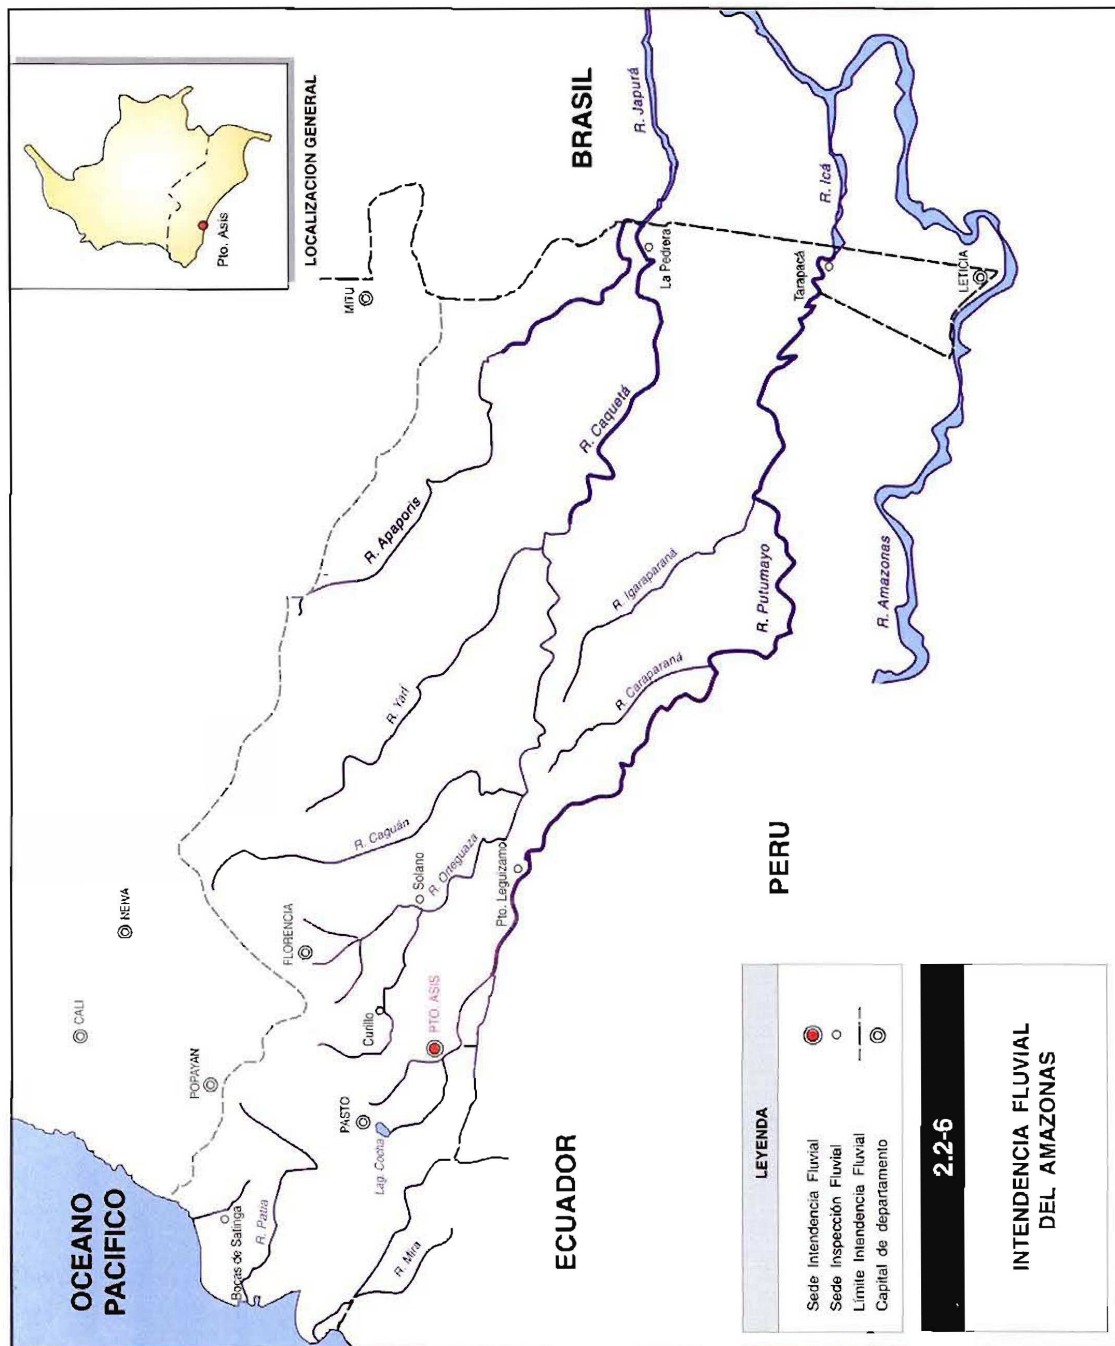 OCEANO
PACIFICO
CALI
NEIVA
POPAYAN
Bocas de Satinga
R. Patia
PASTO
Lag. Cocha
R. Mira
FLORENCIA
Curillo
Solano
PTO. ASIS
R. Orteguaza
R. Caguán
Pto. Leguizamo
R. Yarí
R. Apaporis
R. Caquetá
R. Igaraparaná
R. Caraparaná
R. Putumayo
R. Amazonas
MITU
La Pedrera
Tarapacá
LETICIA
R. Japurá
R. Icá
BRASIL
PERU
ECUADOR
Pto. Asis
LOCALIZACION GENERAL
LEYENDA
Sede Intendencia Fluvial
Sede Inspección Fluvial
Límite Intendencia Fluvial
Capital de departamento
2.2-6
INTENDENCIA FLUVIAL
DEL AMAZONAS